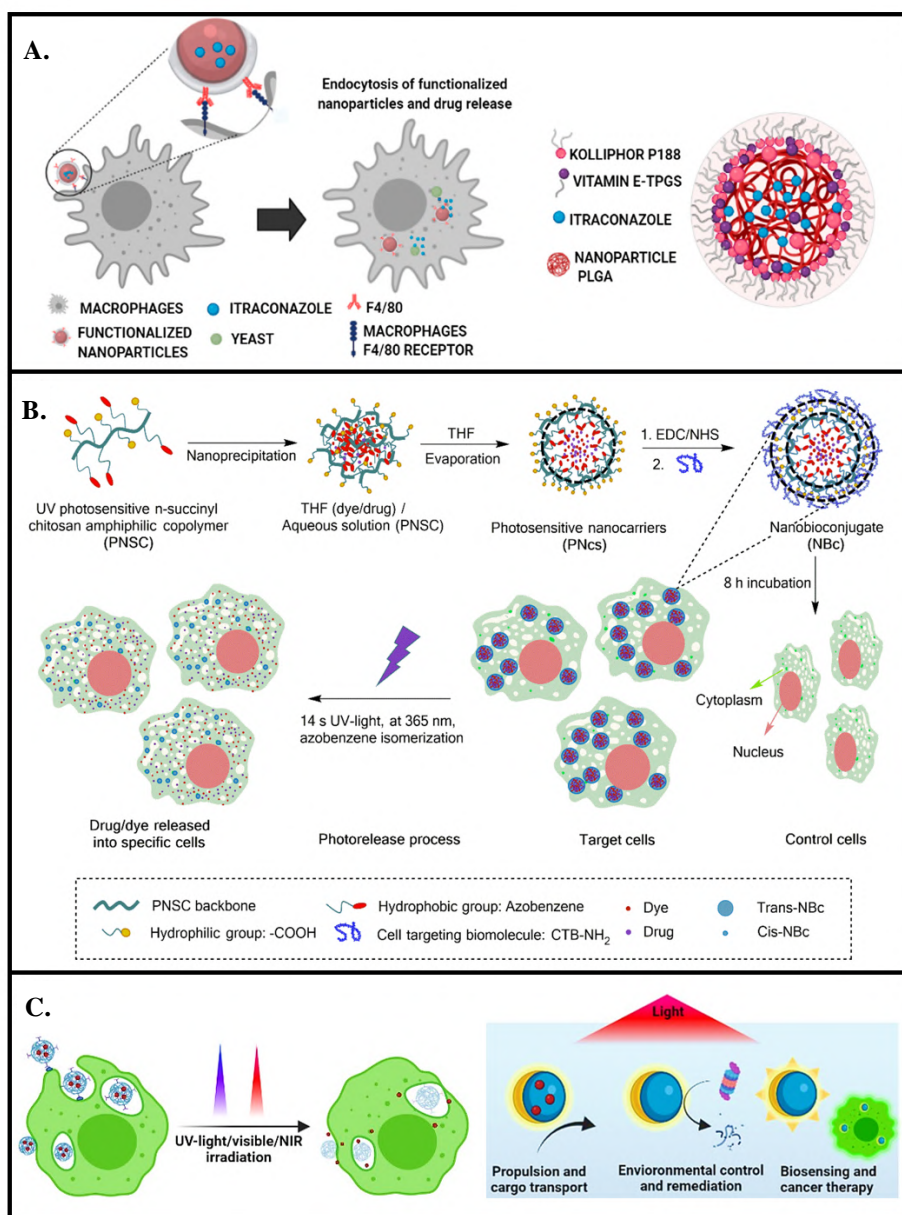 A.
Endocytosis of functionalized
nanoparticles and drug release
KOLLIPHOR P188
VITAMIN E-TPGS
ITRACONAZOLE
NANOPARTICLE
PLGA
MACROPHAGES
ITRACONAZOLE
F4/80
FUNCTIONALIZED
NANOPARTICLES
YEAST
MACROPHAGES
F4/80 RECEPTOR
B.
Nanoprecipitation
THF
Evaporation
1. EDC/NHS
2.
UV photosensitive n-succinyl
chitosan amphiphilic copolymer
(PNSC)
THF (dye/drug) /
Aqueous solution (PNSC)
Photosensitive nanocarriers
(PNcs)
Nanobioconjugate
(NBc)
8 h incubation
Cytoplasm
Nucleus
14 s UV-light, at 365 nm,
azobenzene isomerization
Drug/dye released
into specific cells
Photorelease process
Target cells
Control cells
PNSC backbone
Hydrophobic group: Azobenzene
Dye
Trans-NBc
Hydrophilic group: -COOH
Cell targeting biomolecule: CTB-NH₂
Drug
Cis-NBc
C.
UV-light/visible/NIR
irradiation
Light
Propulsion and
cargo transport
Envioronmental control
and remediation
Biosensing and
cancer therapy